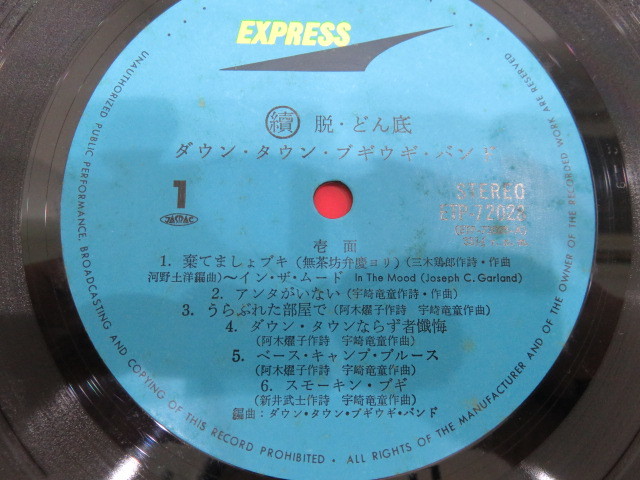 EXPRESS
續 脱・どん底
ダウン・タウン・ブギウギ・バンド
1
JASRAC
STEREO
ETP-72023
壱面
1. 棄てましょブキ (無茶坊弁慶ヨリ) (三木鶏郎作詩・作曲
河野土洋編曲)〜イン・ザ・ムード In The Mood (Joseph C. Garland)
2. アンタがいない (宇崎竜童作詩・作曲)
3. うらぶれた部屋で (阿木燿子作詩 宇崎竜童作曲)
4. ダウン・タウンならず者懺悔
(阿木燿子作詩 宇崎竜童作曲)
5. ベース・キャンプ・ブルース
(阿木燿子作詩 宇崎竜童作曲)
6. スモーキン・ブギ
(新井武士作詩 宇崎竜童作曲)
編曲:ダウン・タウン・ブギウギ・バンド
UNAUTHORIZED PUBLIC PERFORMANCE, BROADCASTING AND COPYING OF THIS RECORD PROHIBITED • ALL RIGHTS OF THE MANUFACTURER AND OF THE OWNER OF THE RECORDED WORK ARE RESERVED